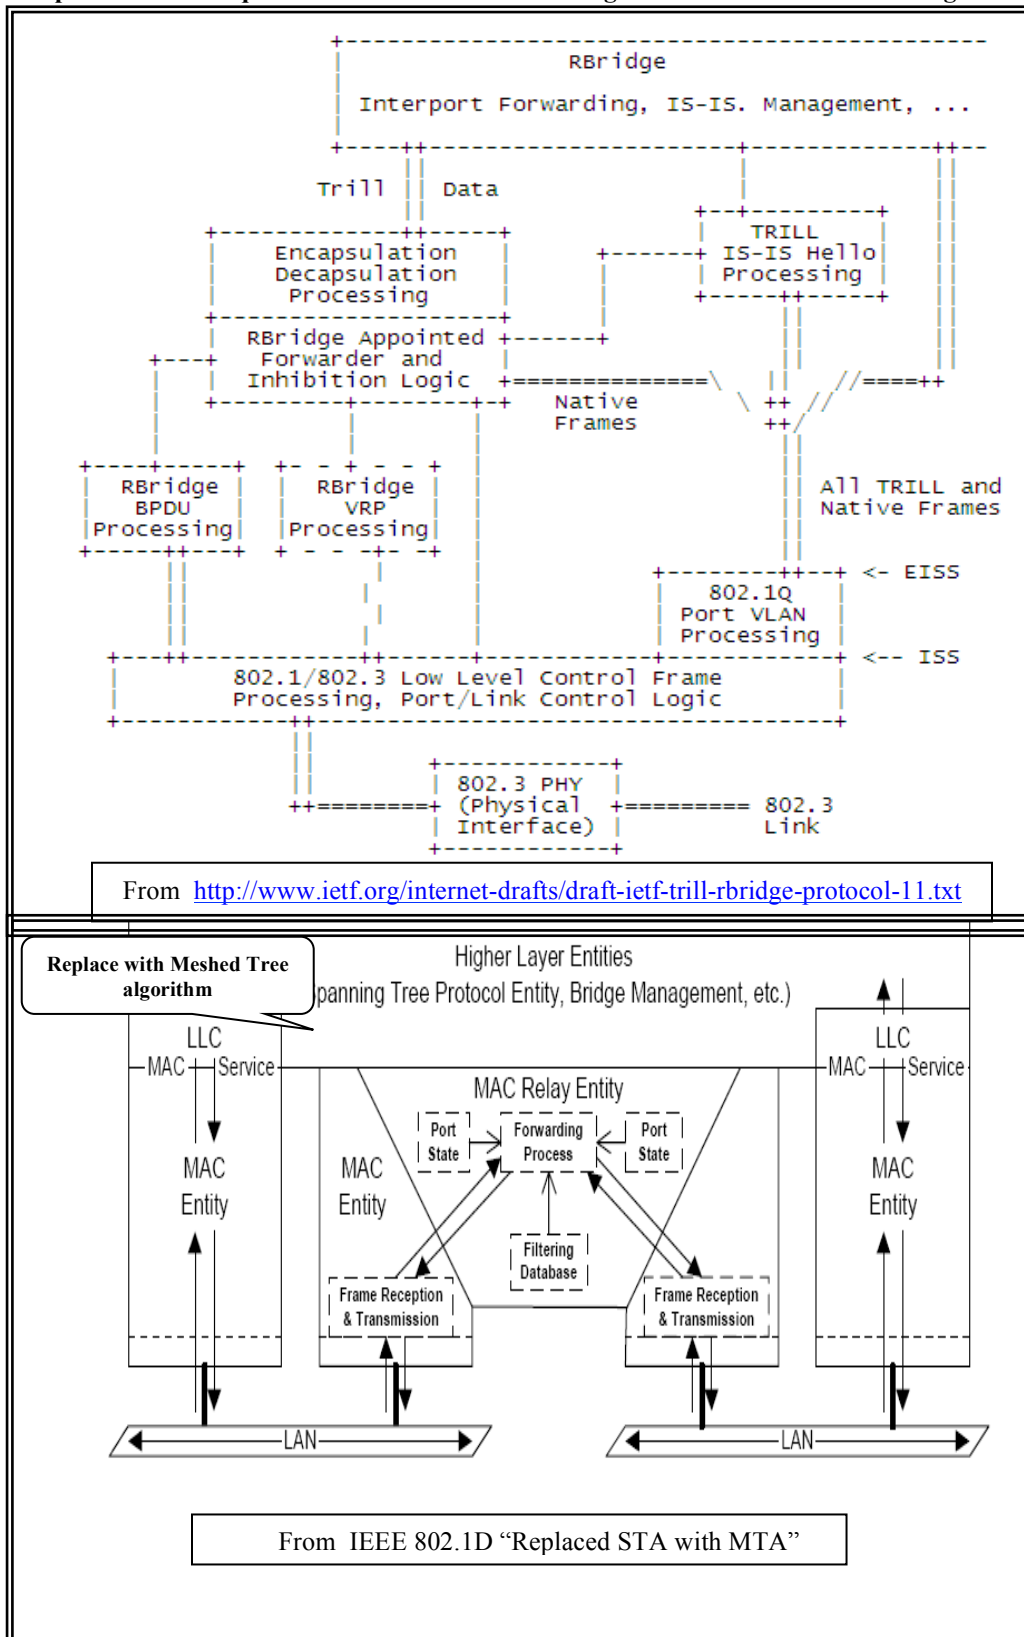 RBridge
Interport Forwarding, IS-IS. Management, ...
Trill Data
TRILL
IS-IS Hello
Processing
Encapsulation
Decapsulation
Processing
RBridge Appointed
Forwarder and
Inhibition Logic
Native
Frames
RBridge
BPDU
Processing
RBridge
VRP
Processing
All TRILL and
Native Frames
<- EISS
802.1Q
Port VLAN
Processing
<-- ISS
802.1/802.3 Low Level Control Frame
Processing, Port/Link Control Logic
802.3 PHY
(Physical
Interface)
802.3
Link
From http://www.ietf.org/internet-drafts/draft-ietf-trill-rbridge-protocol-11.txt
Replace with Meshed Tree
algorithm
Higher Layer Entities
panning Tree Protocol Entity, Bridge Management, etc.)
LLC
MAC Service
MAC
Entity
MAC Relay Entity
Port
State
Forwarding
Process
Port
State
MAC
Entity
Filtering
Database
Frame Reception
& Transmission
Frame Reception
& Transmission
LLC
MAC Service
MAC
Entity
LAN
LAN
From IEEE 802.1D “Replaced STA with MTA”